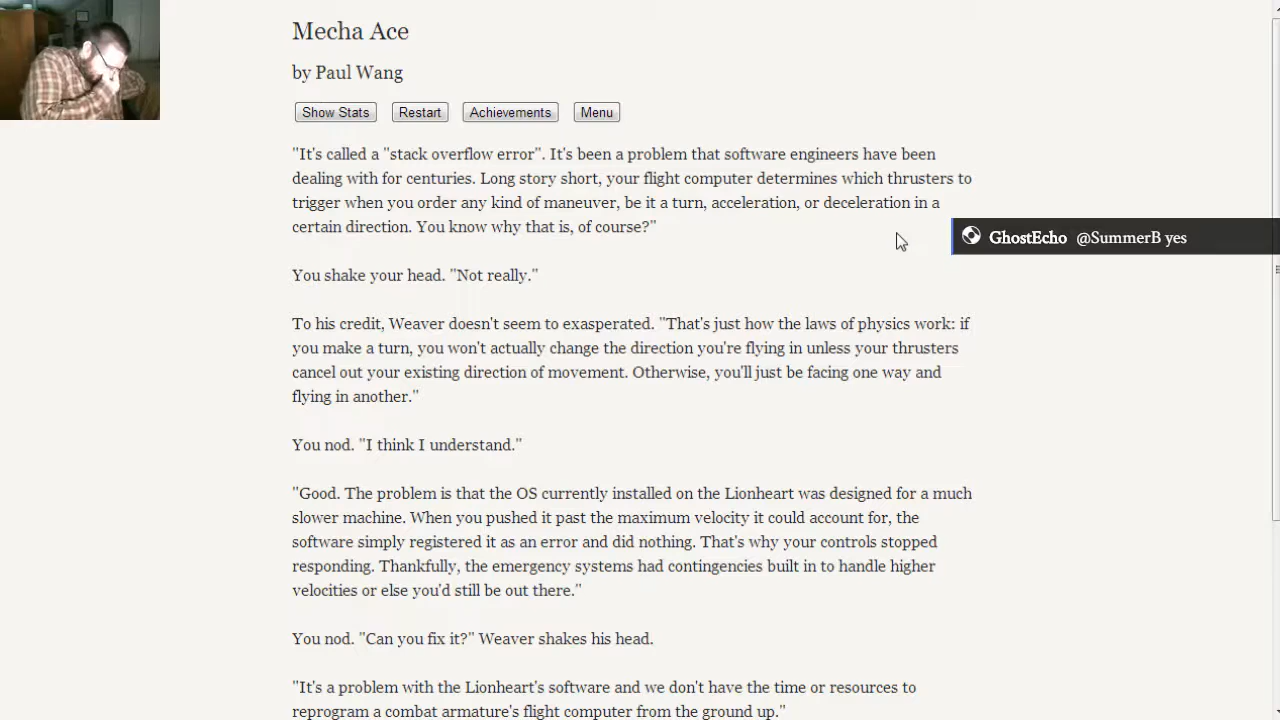 Mecha Ace
by Paul Wang
Show Stats Restart Achievements Menu
"It's called a "stack overflow error". It's been a problem that software engineers have been
dealing with for centuries. Long story short, your flight computer determines which thrusters to
trigger when you order any kind of maneuver, be it a turn, acceleration, or deceleration in a
certain direction. You know why that is, of course?"
GhostEcho @SummerB yes
You shake your head. "Not really."
To his credit, Weaver doesn't seem to exasperated. "That's just how the laws of physics work: if
you make a turn, you won't actually change the direction you're flying in unless your thrusters
cancel out your existing direction of movement. Otherwise, you'll just be facing one way and
flying in another."
You nod. "I think I understand."
"Good. The problem is that the OS currently installed on the Lionheart was designed for a much
slower machine. When you pushed it past the maximum velocity it could account for, the
software simply registered it as an error and did nothing. That's why your controls stopped
responding. Thankfully, the emergency systems had contingencies built in to handle higher
velocities or else you'd still be out there."
You nod. "Can you fix it?" Weaver shakes his head.
"It's a problem with the Lionheart's software and we don't have the time or resources to
reprogram a combat armature's flight computer from the ground up."